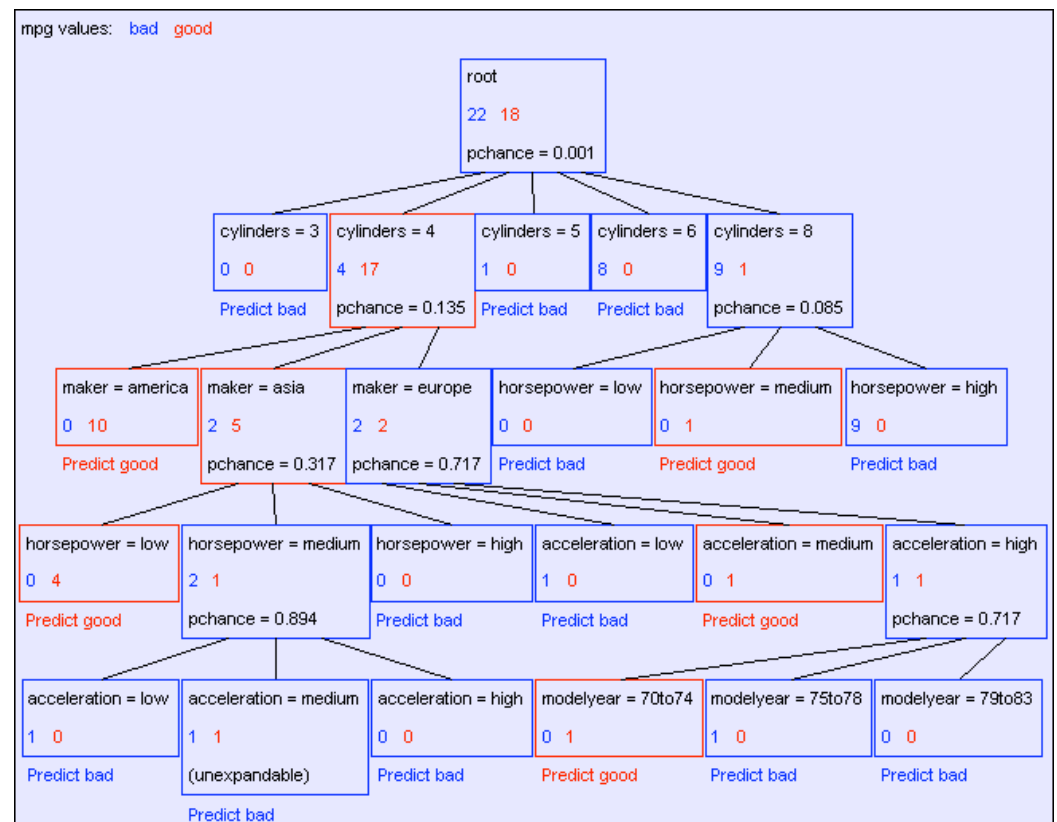 mpg values: bad good
root
22 18
pchance = 0.001
cylinders = 3 cylinders = 4 cylinders = 5 cylinders = 6 cylinders = 8
0 0 4 17 1 0 8 0 9 1
Predict bad pchance = 0.135 Predict bad Predict bad pchance = 0.085
maker = america maker = asia maker = europe horsepower = low horsepower = medium horsepower = high
0 10 2 5 2 2 0 0 0 1 9 0
Predict good pchance = 0.317 pchance = 0.717 Predict bad Predict good Predict bad
horsepower = low horsepower = medium horsepower = high acceleration = low acceleration = medium acceleration = high
0 4 2 1 0 0 1 0 0 1 1 1
Predict good pchance = 0.894 Predict bad Predict bad Predict good pchance = 0.717
acceleration = low acceleration = medium acceleration = high modelyear = 70to74 modelyear = 75to78 modelyear = 79to83
1 0 1 1 0 0 0 1 1 0 0 0
Predict bad (unexpandable) Predict bad Predict good Predict bad Predict bad
Predict bad